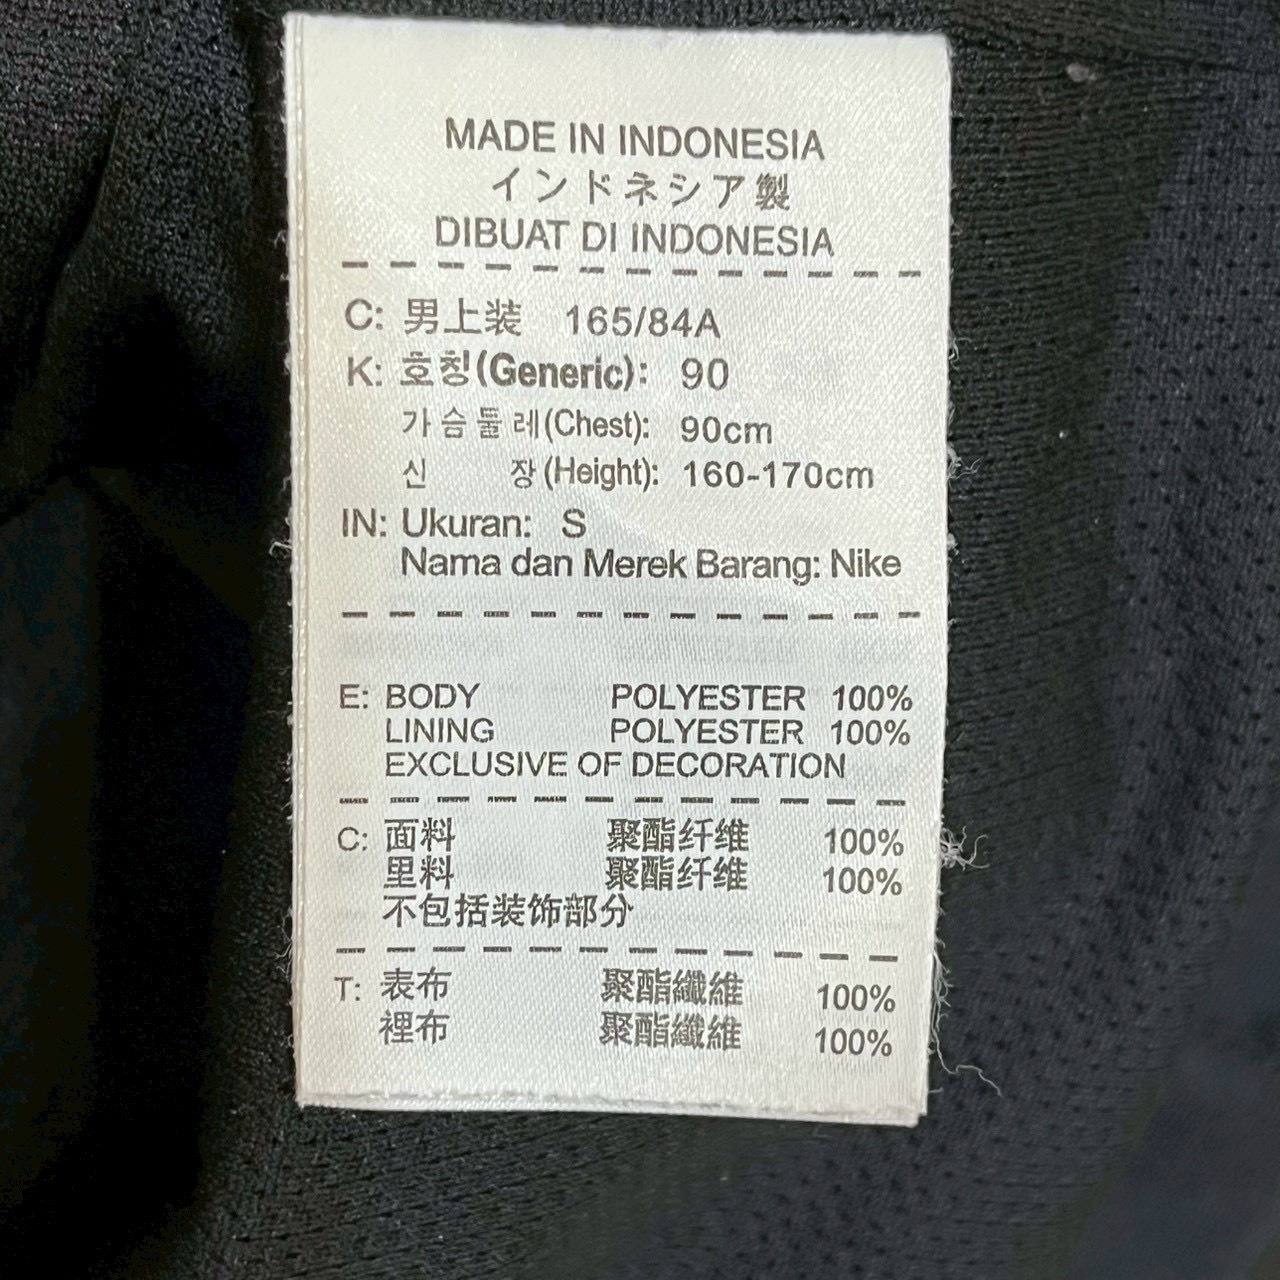 MADE IN INDONESIA
インドネシア製
DIBUAT DI INDONESIA
C: 男上装 165/84A
K: 호칭(Generic): 90
가슴둘레(Chest): 90cm
신 장(Height): 160-170cm
IN: Ukuran: S
Nama dan Merek Barang: Nike
E: BODY POLYESTER 100%
LINING POLYESTER 100%
EXCLUSIVE OF DECORATION
C: 面料 聚酯纤维 100%
里料 聚酯纤维 100%
不包括装饰部分
T: 表布 聚酯纖維 100%
裡布 聚酯纖維 100%